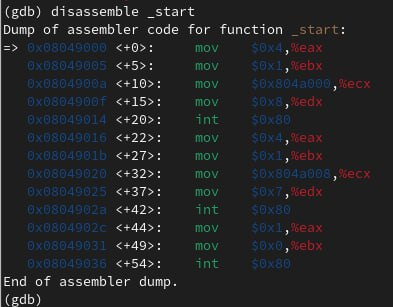 (gdb) disassemble _start
Dump of assembler code for function _start:
=> 0x08049000 <+0>:     mov    $0x4,%eax
   0x08049005 <+5>:     mov    $0x1,%ebx
   0x0804900a <+10>:    mov    $0x804a000,%ecx
   0x0804900f <+15>:    mov    $0x8,%edx
   0x08049014 <+20>:    int    $0x80
   0x08049016 <+22>:    mov    $0x4,%eax
   0x0804901b <+27>:    mov    $0x1,%ebx
   0x08049020 <+32>:    mov    $0x804a008,%ecx
   0x08049025 <+37>:    mov    $0x7,%edx
   0x0804902a <+42>:    int    $0x80
   0x0804902c <+44>:    mov    $0x1,%eax
   0x08049031 <+49>:    mov    $0x0,%ebx
   0x08049036 <+54>:    int    $0x80
End of assembler dump.
(gdb)